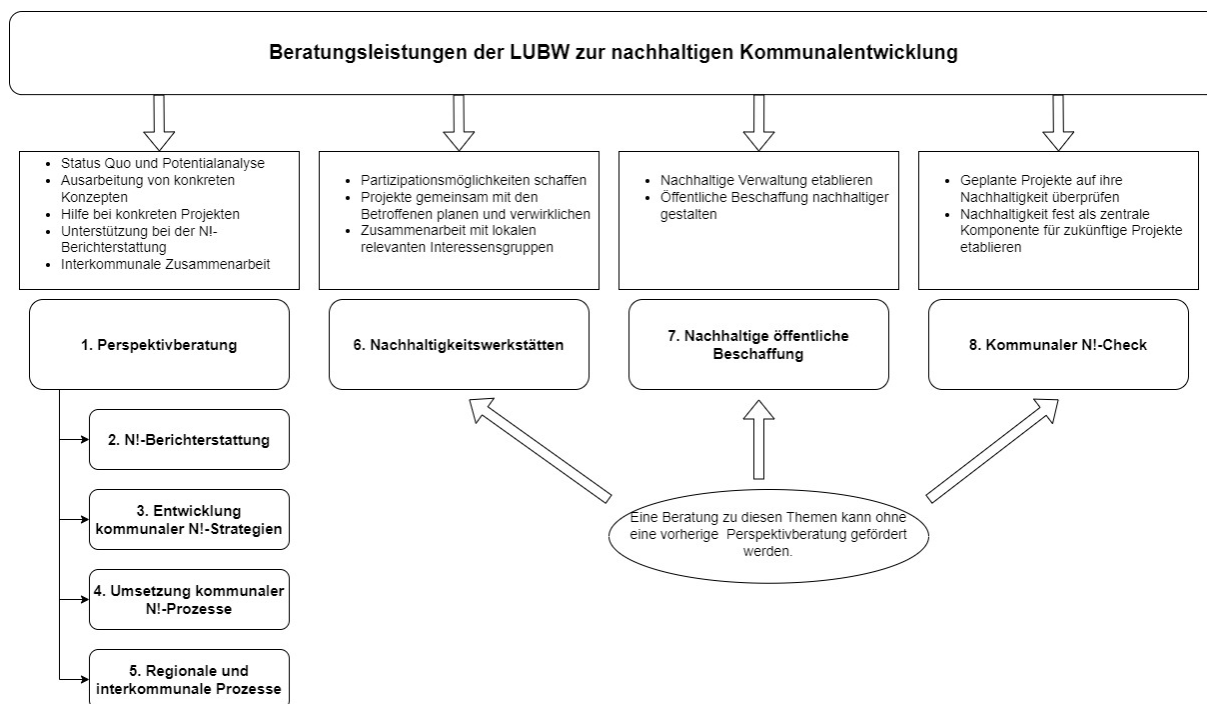 Beratungsleistungen der LUBW zur nachhaltigen Kommunalentwicklung
• Status Quo und Potentialanalyse
• Ausarbeitung von konkreten
Konzepten
• Hilfe bei konkreten Projekten
• Unterstützung bei der N!-
Berichterstattung
• Interkommunale Zusammenarbeit
• Partizipationsmöglichkeiten schaffen
• Projekte gemeinsam mit den
Betroffenen planen und verwirklichen
• Zusammenarbeit mit lokalen
relevanten Interessensgruppen
• Nachhaltige Verwaltung etablieren
• Öffentliche Beschaffung nachhaltiger
gestalten
• Geplante Projekte auf ihre
Nachhaltigkeit überprüfen
• Nachhaltigkeit fest als zentrale
Komponente für zukünftige Projekte
etablieren
1. Perspektivberatung
6. Nachhaltigkeitswerkstätten
7. Nachhaltige öffentliche
Beschaffung
8. Kommunaler N!-Check
2. N!-Berichterstattung
3. Entwicklung
kommunaler N!-Strategien
4. Umsetzung kommunaler
N!-Prozesse
5. Regionale und
interkommunale Prozesse
Eine Beratung zu diesen Themen kann ohne
eine vorherige Perspektivberatung gefördert
werden.